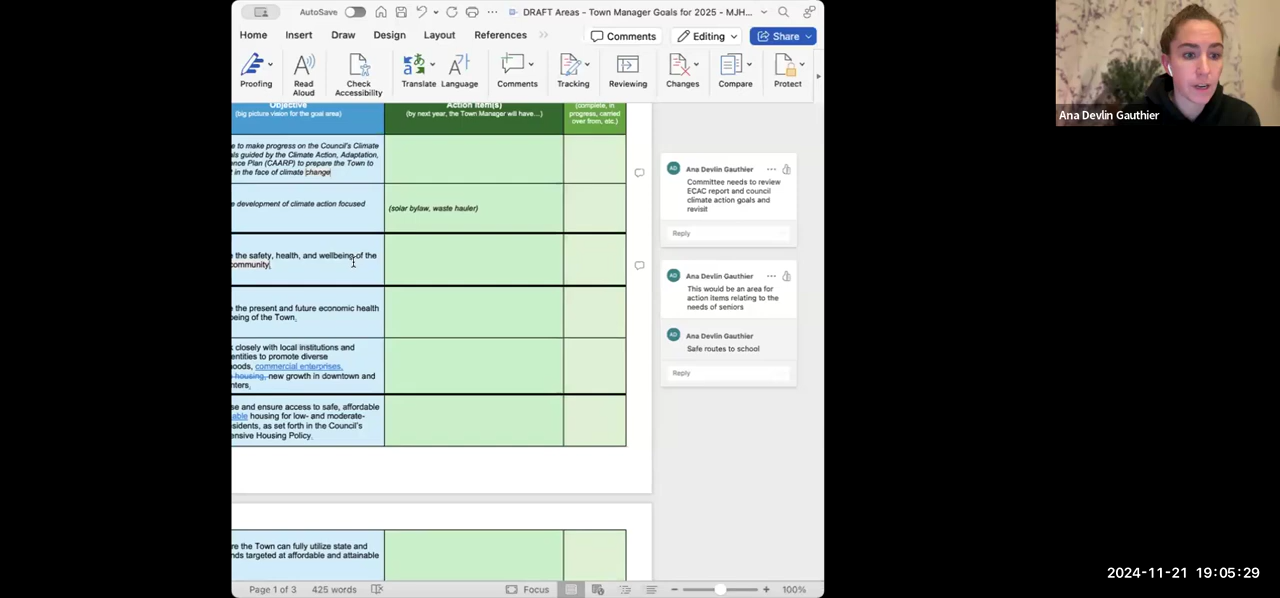 AutoSave
DRAFT Areas - Town Manager Goals for 2025 - MJH...
Home Insert Draw Design Layout References
Comments Editing Share
Proofing
Read Aloud
Check Accessibility
Translate
Language
Comments
Tracking
Reviewing
Changes
Compare
Protect
Objective
(big picture vision for the goal area)
Action Item(s)
(by next year, the Town Manager will have...)
(complete, in
progress, carried
over from, etc.)
e to make progress on the Council's Climate
ls guided by the Climate Action, Adaptation,
nce Plan (CAARP) to prepare the Town to
t in the face of climate change
e development of climate action focused
(solar bylaw, waste hauler)
e the safety, health, and wellbeing of the
community.
e the present and future economic health
being of the Town.
k closely with local institutions and
entities to promote diverse
oods, commercial enterprises,
housing, new growth in downtown and
nters.
se and ensure access to safe, affordable
able housing for low- and moderate-
esidents, as set forth in the Council's
ensive Housing Policy.
re the Town can fully utilize state and
nds targeted at affordable and attainable
AD Ana Devlin Gauthier
Committee needs to review
ECAC report and council
climate action goals and
revisit
Reply
AD Ana Devlin Gauthier
This would be an area for
action items relating to the
needs of seniors
AD Ana Devlin Gauthier
Safe routes to school
Reply
Page 1 of 3 425 words Focus 100%
Ana Devlin Gauthier
2024-11-21 19:05:29